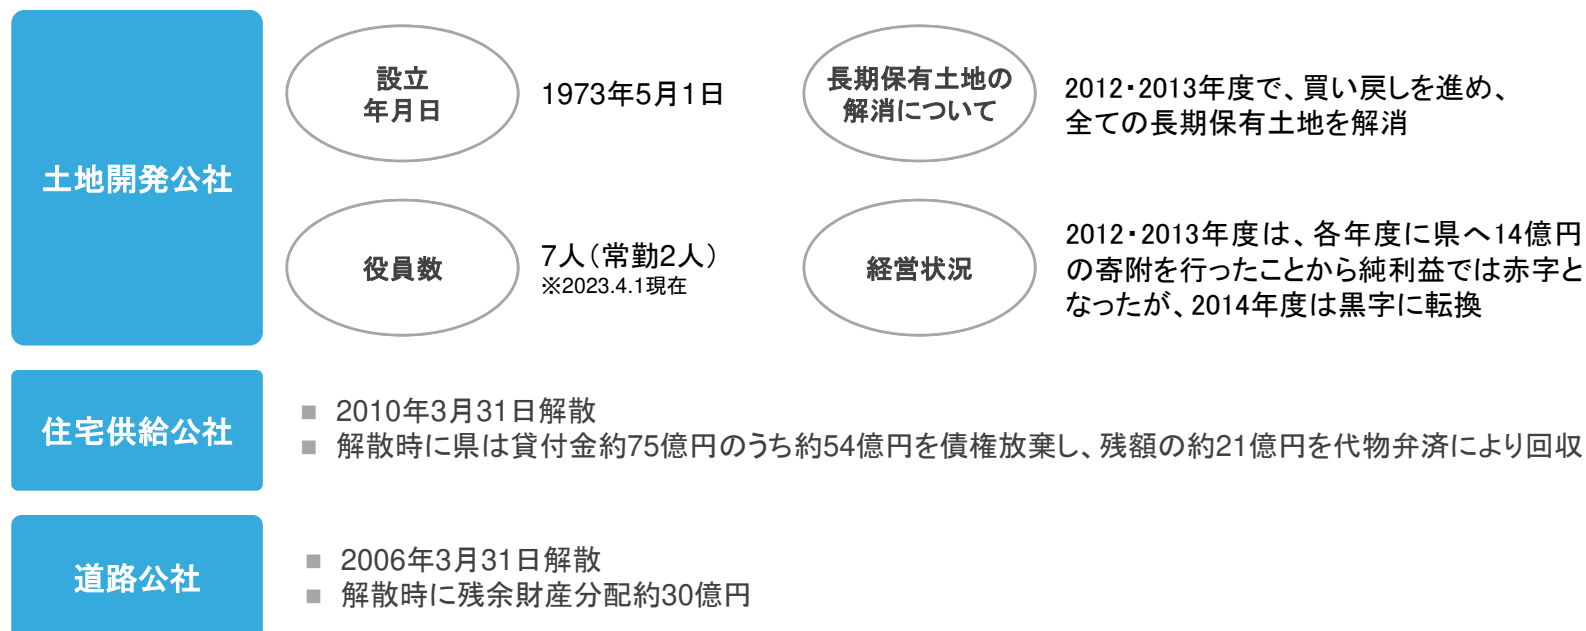 土地開発公社
設立
年月日
1973年5月1日
長期保有土地の
解消について
2012・2013年度で、買い戻しを進め、
全ての長期保有土地を解消
役員数
7人（常勤2人）
※2023.4.1現在
経営状況
2012・2013年度は、各年度に県へ14億円
の寄附を行ったことから純利益では赤字と
なったが、2014年度は黒字に転換
住宅供給公社
■ 2010年3月31日解散
■ 解散時に県は貸付金約75億円のうち約54億円を債権放棄し、残額の約21億円を代物弁済により回収
道路公社
■ 2006年3月31日解散
■ 解散時に残余財産分配約30億円